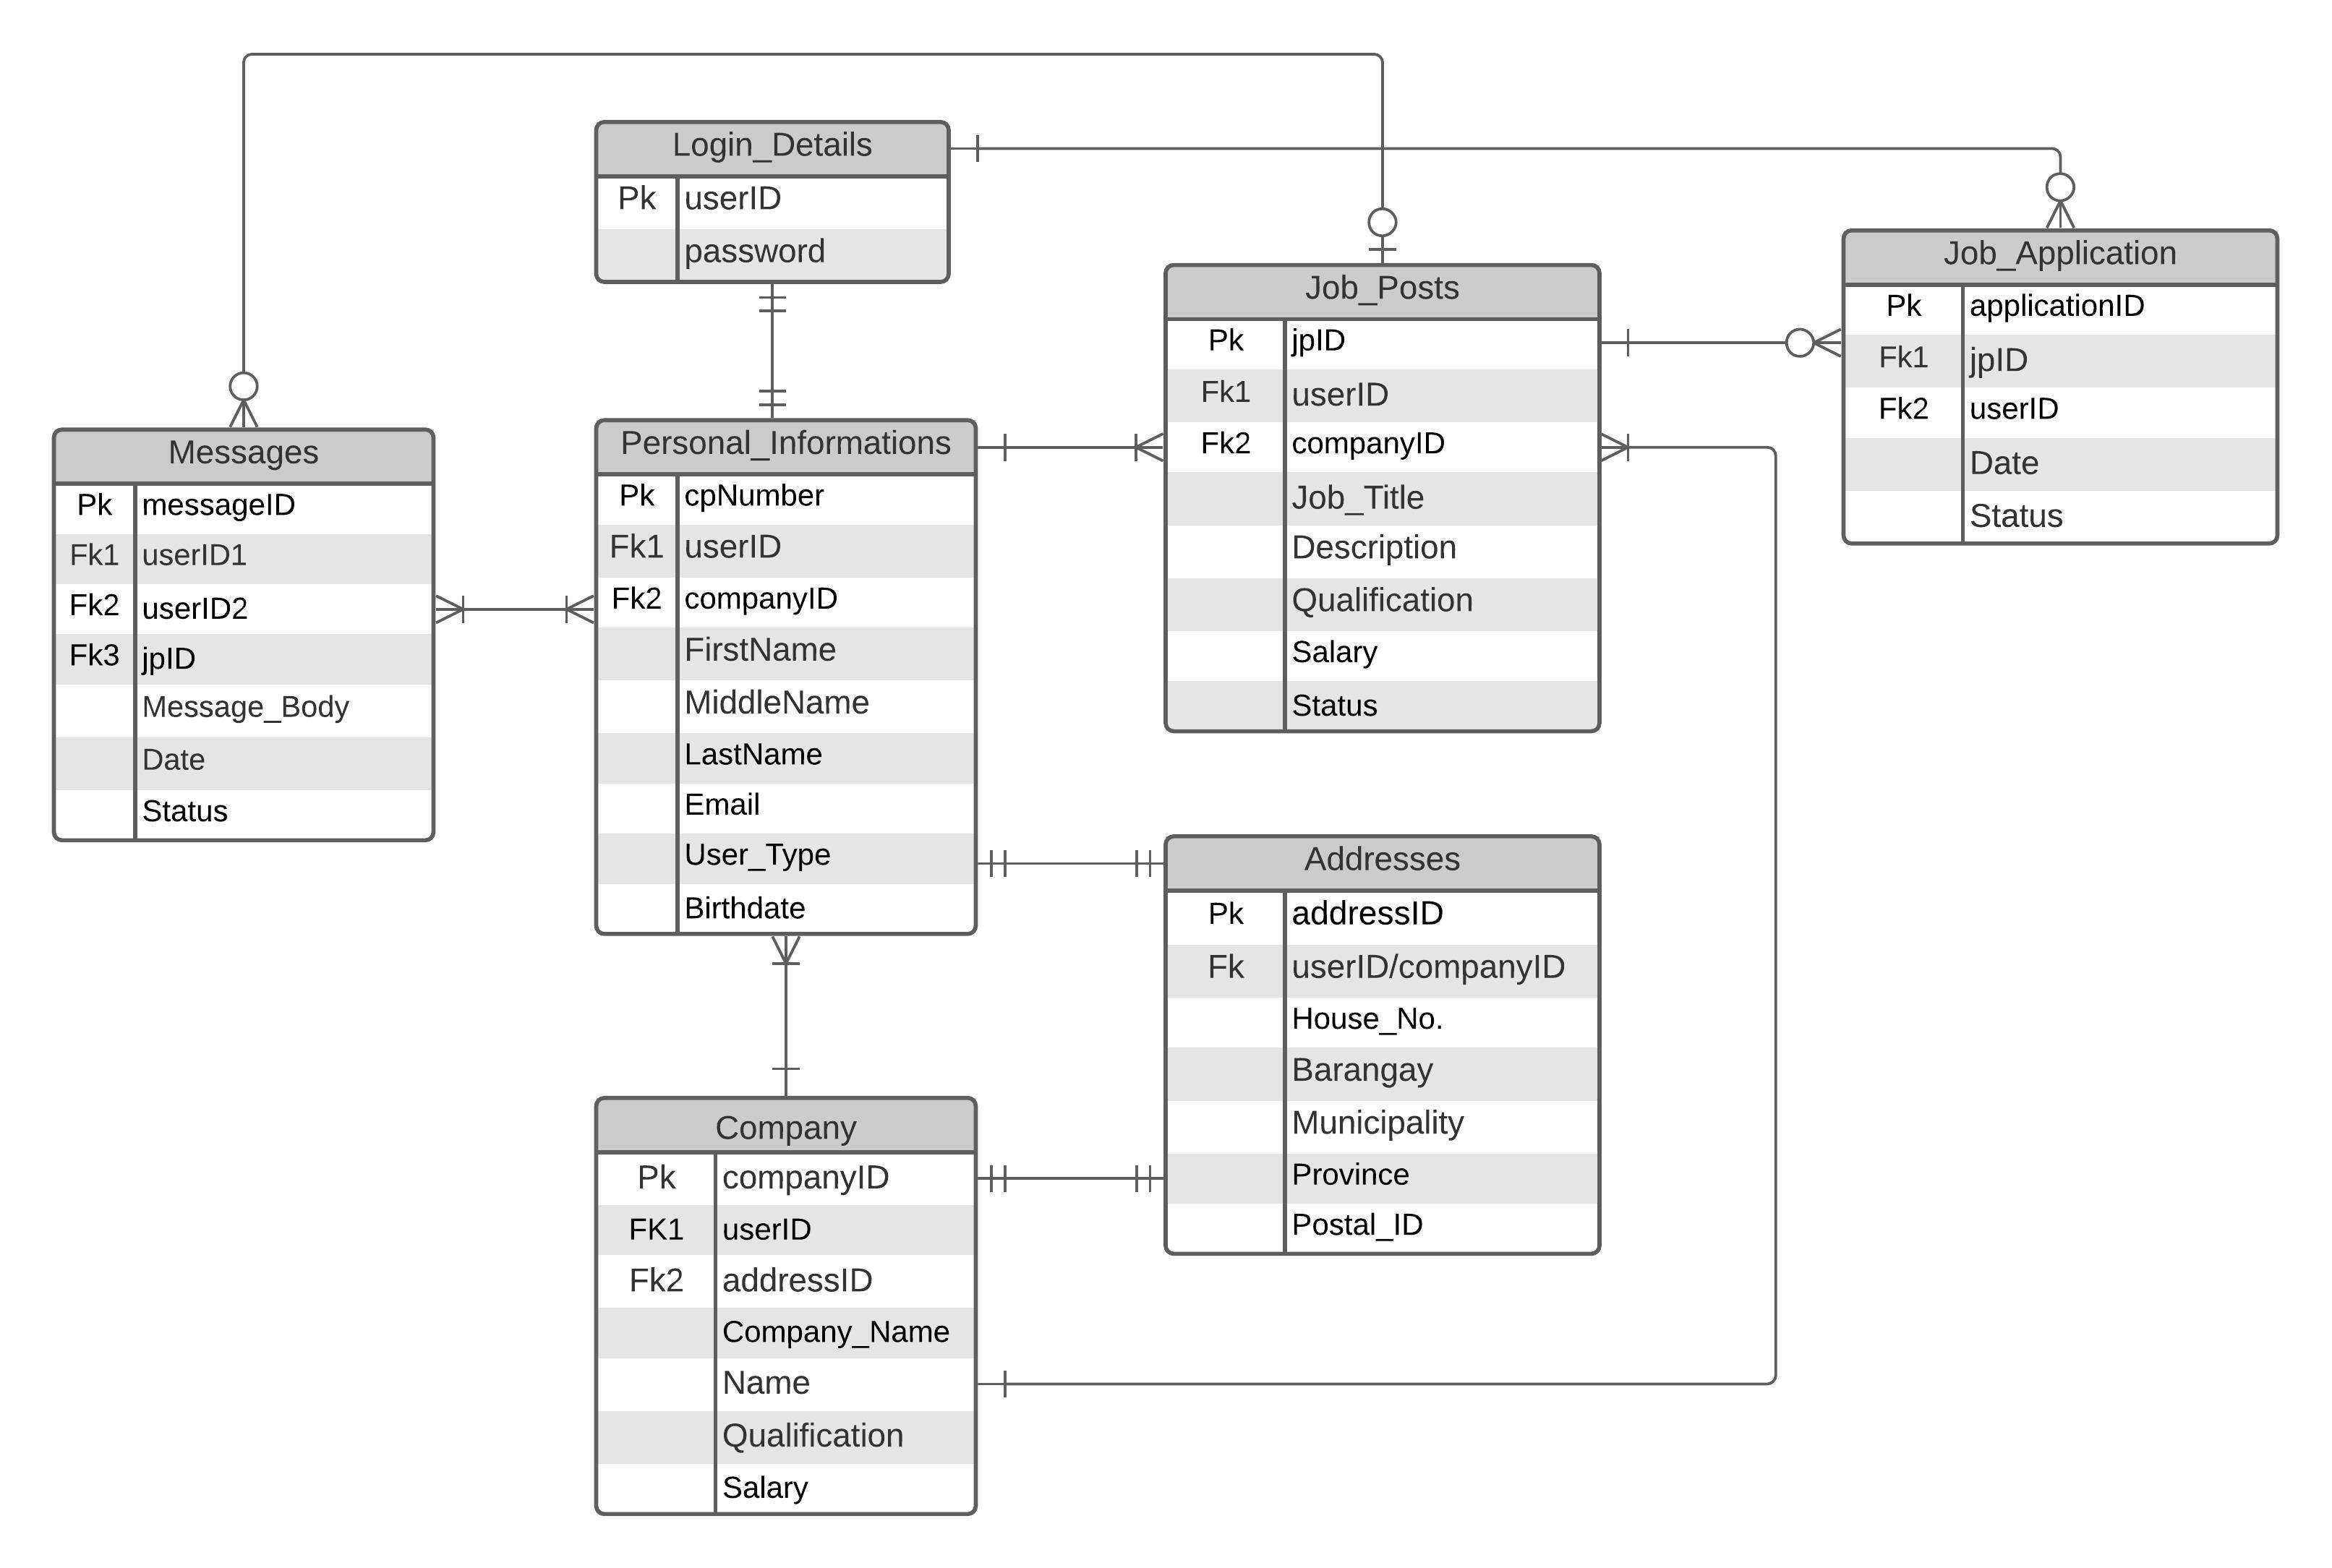 Login_Details
Pk userID
password
Job_Posts
Pk jpID
Fk1 userID
Fk2 companyID
Job_Title
Description
Qualification
Salary
Status
Job_Application
Pk applicationID
Fk1 jpID
Fk2 userID
Date
Status
Messages
Pk messageID
Fk1 userID1
Fk2 userID2
Fk3 jpID
Message_Body
Date
Status
Personal_Informations
Pk cpNumber
Fk1 userID
Fk2 companyID
FirstName
MiddleName
LastName
Email
User_Type
Birthdate
Addresses
Pk addressID
Fk userID/companyID
House_No.
Barangay
Municipality
Province
Postal_ID
Company
Pk companyID
FK1 userID
Fk2 addressID
Company_Name
Name
Qualification
Salary